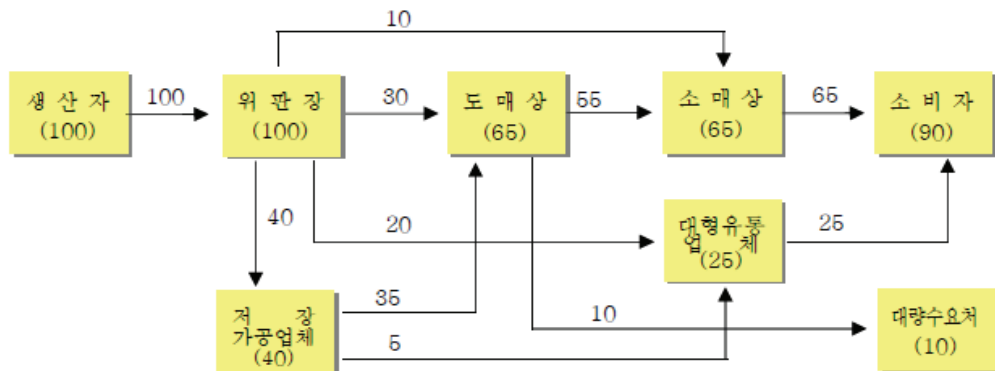 10
생 산 자
(100)
100
위 판 장
(100)
30
도 매 상
(65)
55
소 매 상
(65)
65
소 비 자
(90)
40
20
대형유통
업 체
(25)
25
저 장
가공업체
(40)
35
5
10
대량수요처
(10)